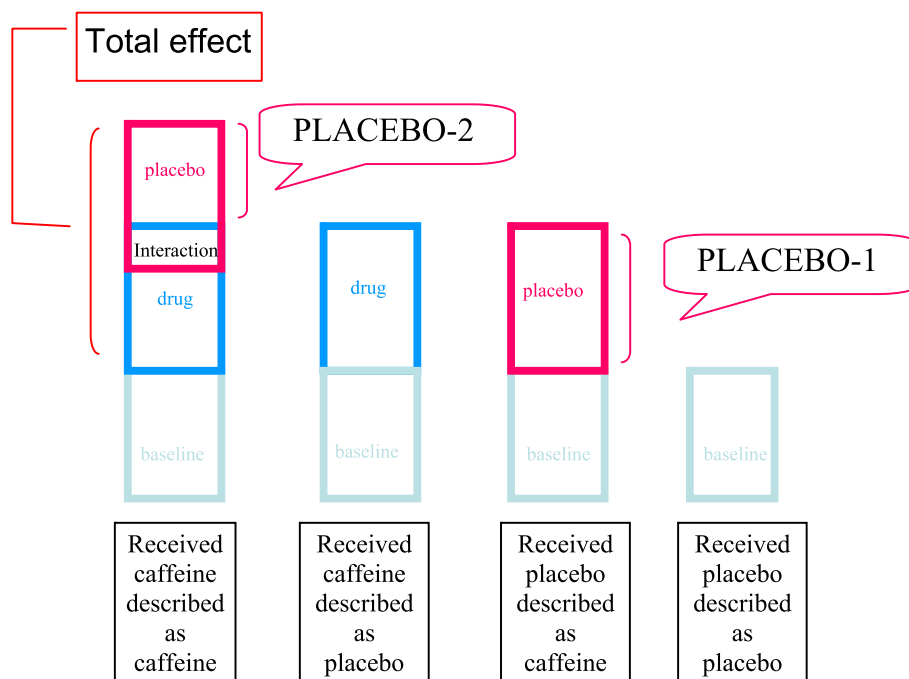 Total effect
PLACEBO-2
placebo
Interaction
drug
drug
placebo
PLACEBO-1
baseline
baseline
baseline
baseline
Received
caffeine
described
as
caffeine
Received
caffeine
described
as
placebo
Received
placebo
described
as
caffeine
Received
placebo
described
as
placebo